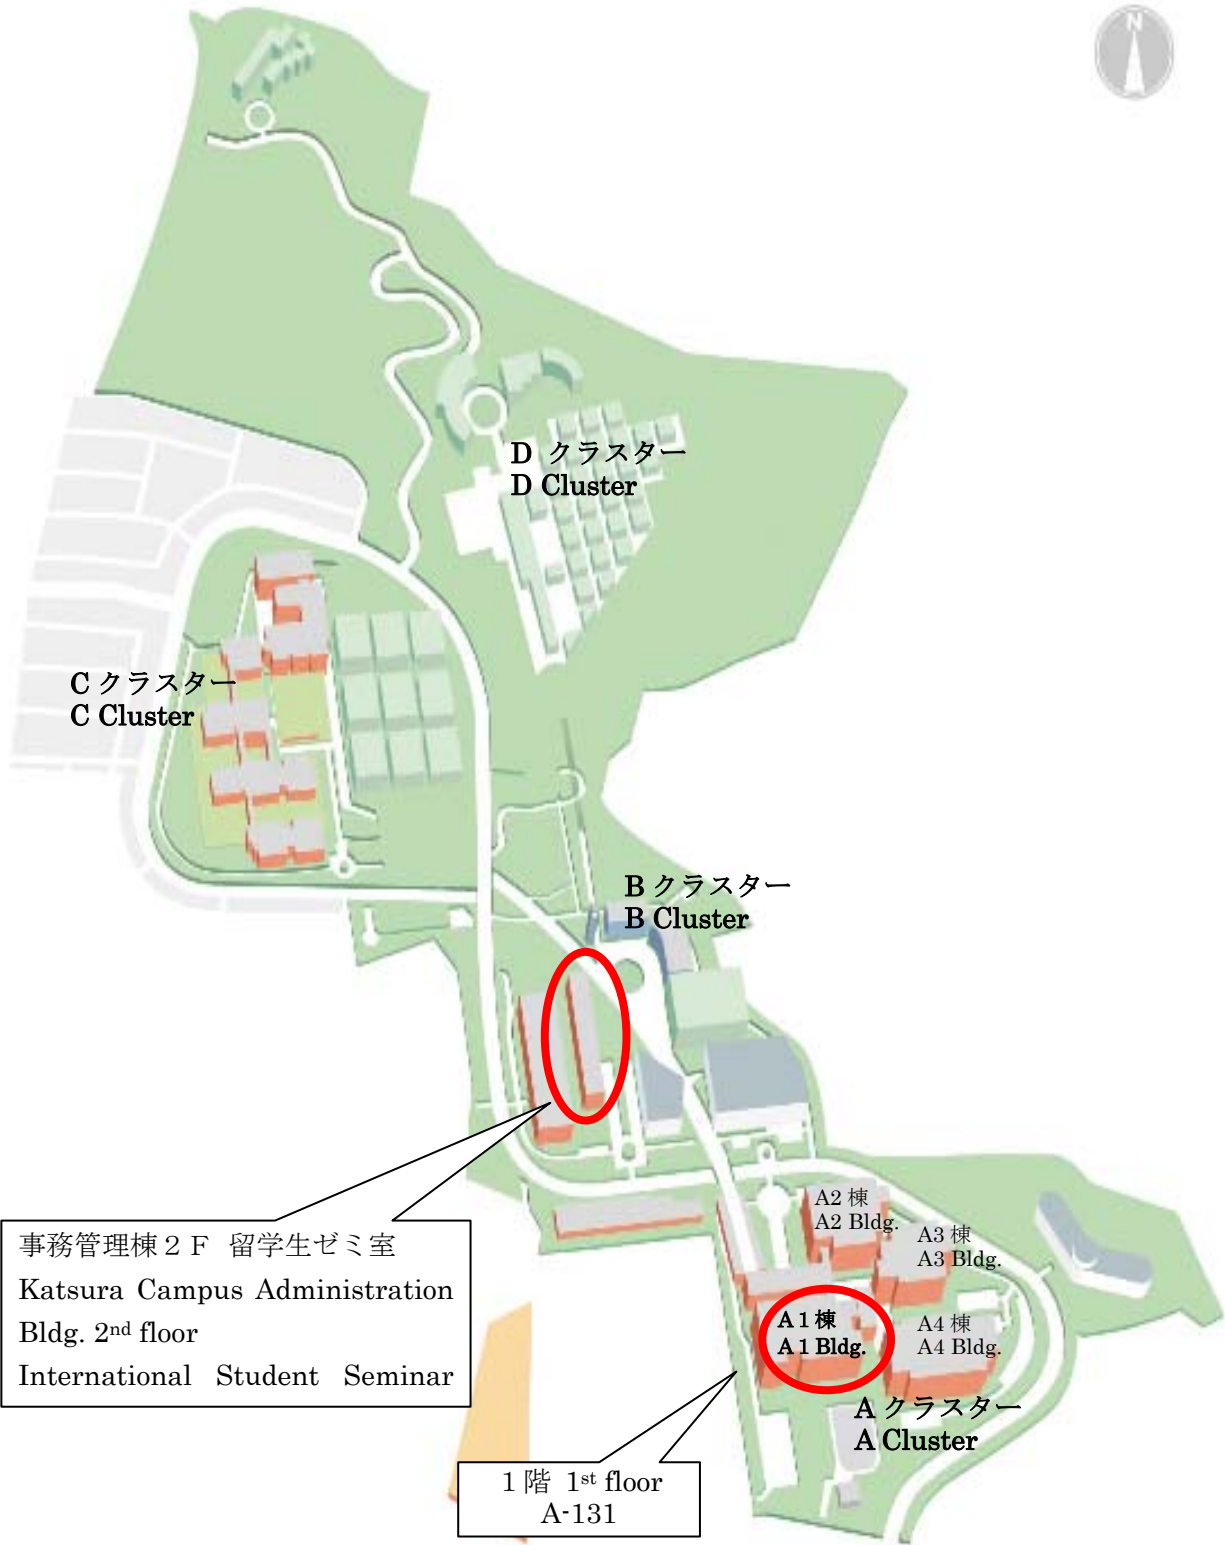 N
D クラスター
D Cluster
C クラスター
C Cluster
B クラスター
B Cluster
A2 棟
A2 Bldg.
A3 棟
A3 Bldg.
事務管理棟２Ｆ 留学生ゼミ室
Katsura Campus Administration
Bldg. 2nd floor
International Student Seminar
A 1 棟
A 1 Bldg.
A4 棟
A4 Bldg.
A クラスター
A Cluster
1 階 1st floor
A-131